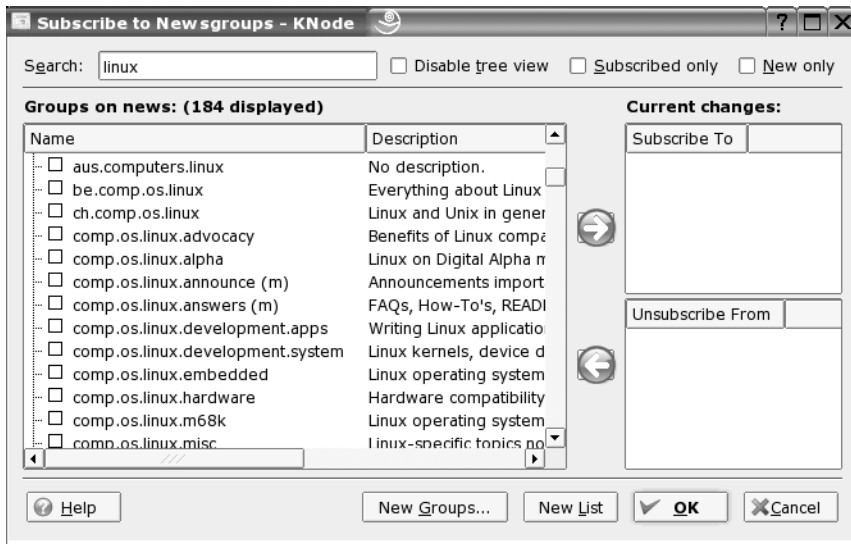 Subscribe to Newsgroups - KNode
Search: linux
Disable tree view
Subscribed only
New only
Groups on news: (184 displayed)
Current changes:
Name Description
Subscribe To
aus.computers.linux No description.
be.comp.os.linux Everything about Linux
ch.comp.os.linux Linux and Unix in gener
comp.os.linux.advocacy Benefits of Linux compa
comp.os.linux.alpha Linux on Digital Alpha m
comp.os.linux.announce (m) Announcements import
comp.os.linux.answers (m) FAQs, How-To's, READ
Unsubscribe From
comp.os.linux.development.apps Writing Linux applicatio
comp.os.linux.development.system Linux kernels, device d
comp.os.linux.embedded Linux operating system
comp.os.linux.hardware Hardware compatibility
comp.os.linux.m68k Linux operating system
comp.os.linux.misc Linux-specific topics no
Help
New Groups...
New List
OK
Cancel